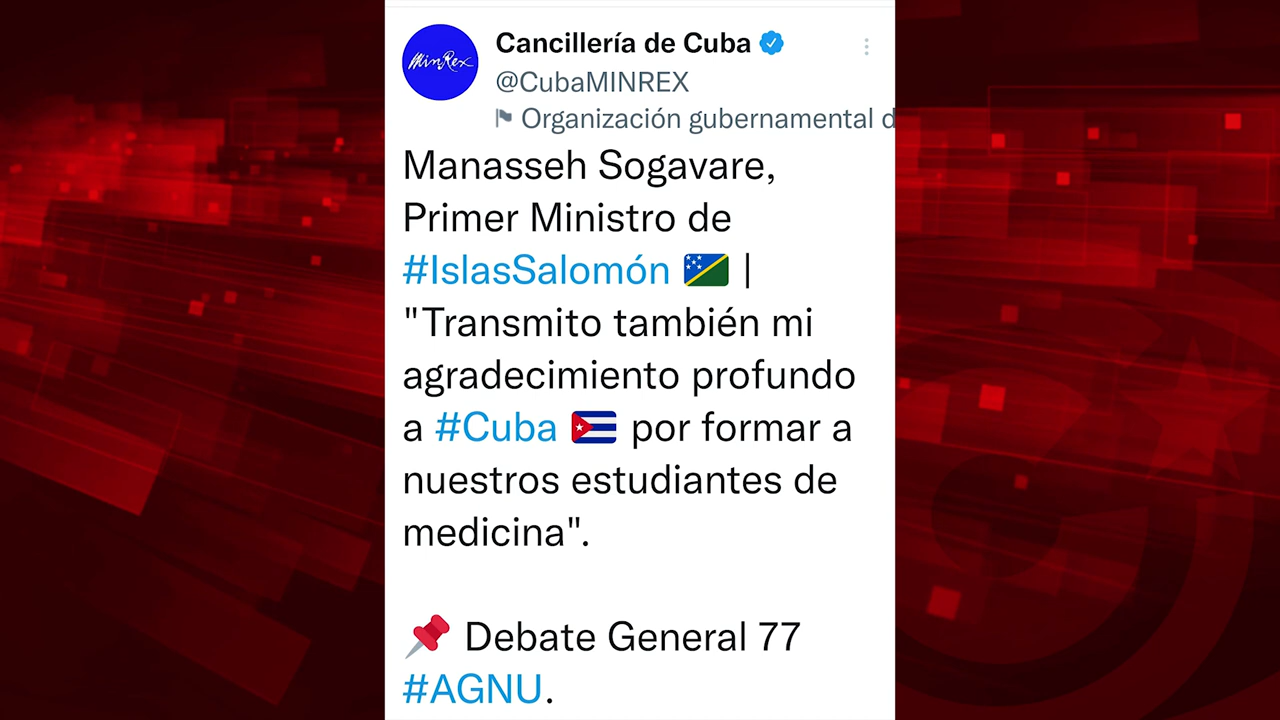 MinRex
Cancillería de Cuba
@CubaMINREX
Organización gubernamental d
Manasseh Sogavare,
Primer Ministro de
#IslasSalomón 🇸🇧 |
"Transmito también mi
agradecimiento profundo
a #Cuba 🇨🇺 por formar a
nuestros estudiantes de
medicina".
📌 Debate General 77
#AGNU.